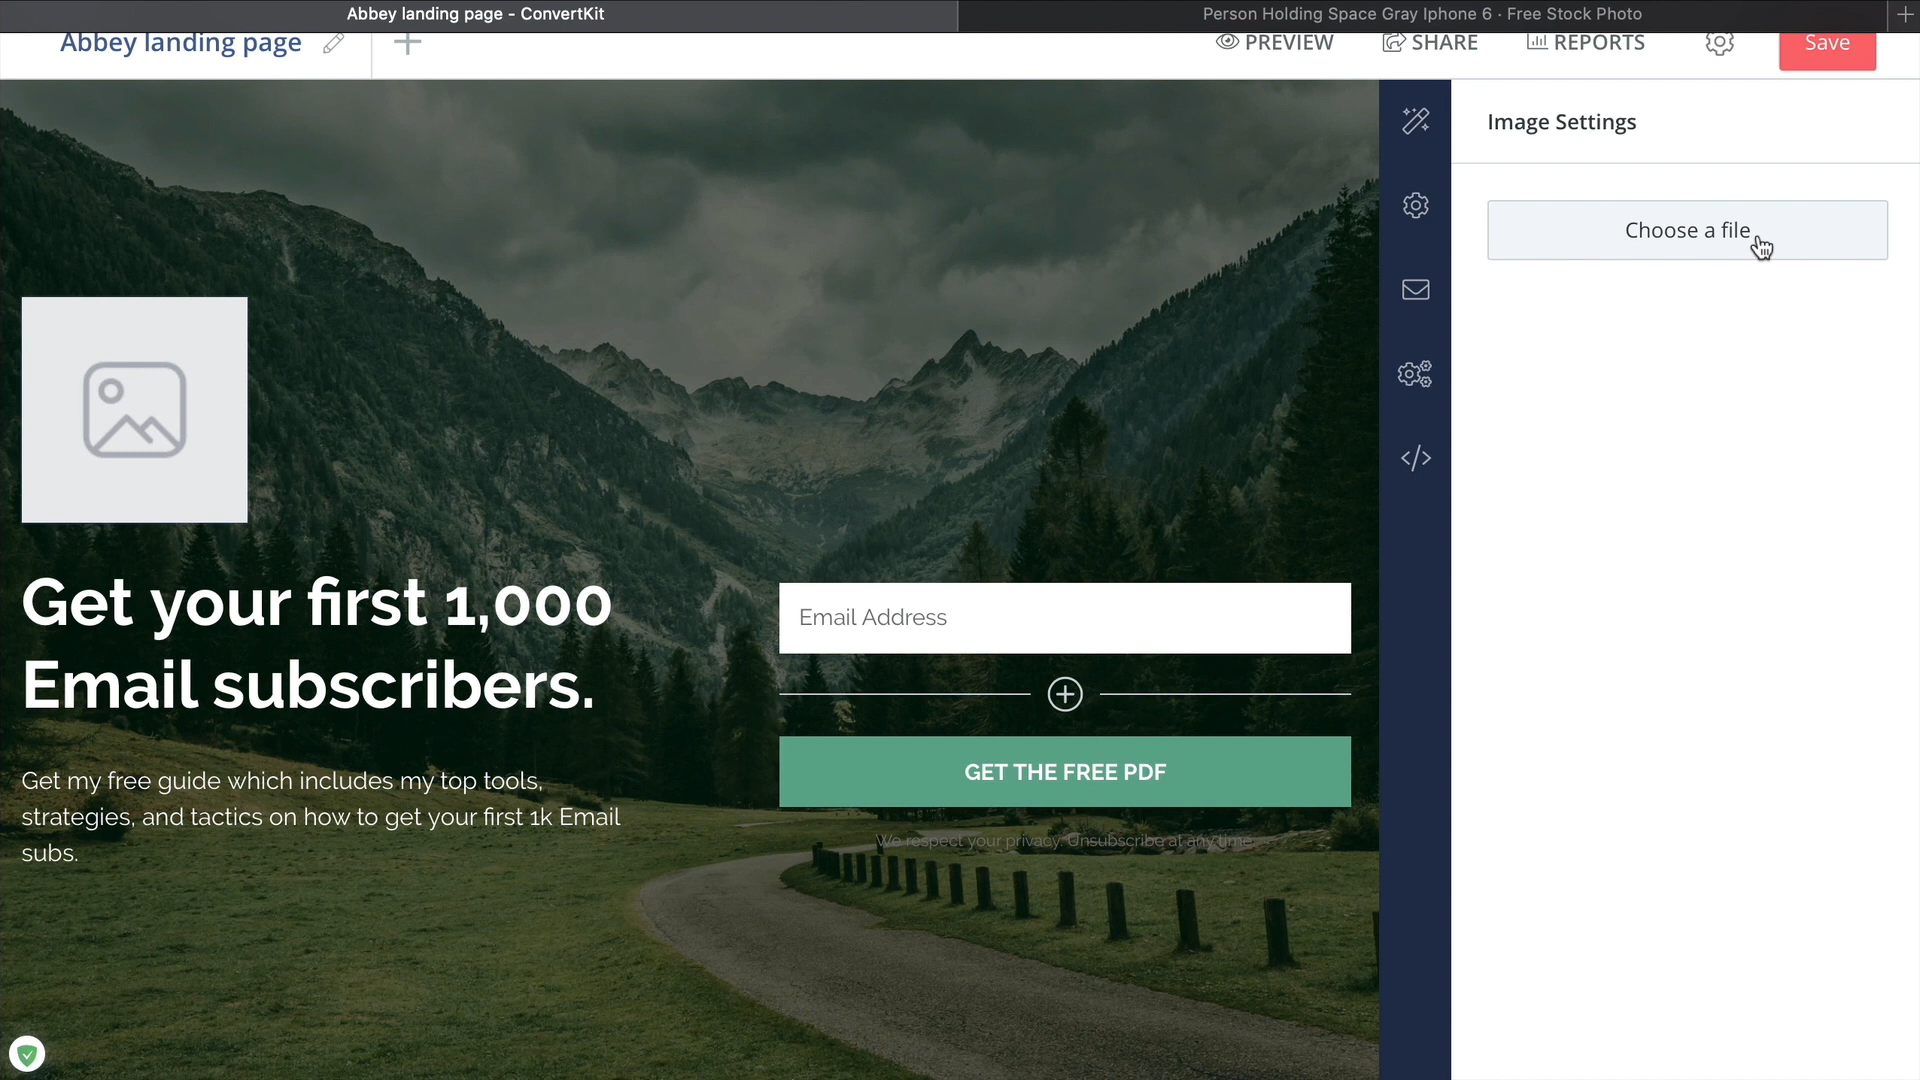 Abbey landing page - ConvertKit
Person Holding Space Gray Iphone 6 · Free Stock Photo
Abbey landing page
PREVIEW
SHARE
REPORTS
Save
Image Settings
Choose a file
Get your first 1,000
Email subscribers.
Get my free guide which includes my top tools,
strategies, and tactics on how to get your first 1k Email
subs.
Email Address
GET THE FREE PDF
We respect your privacy. Unsubscribe at any time.